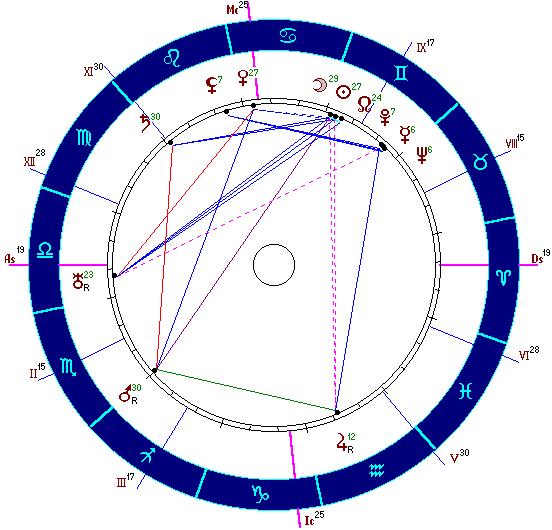 Mc25
IX17
XI30
7
27
29
27
24
7
6
6
30
VIII15
XII28
As19
Ds19
23
R
II15
VI28
30
R
12
R
III17
V30
Ic25